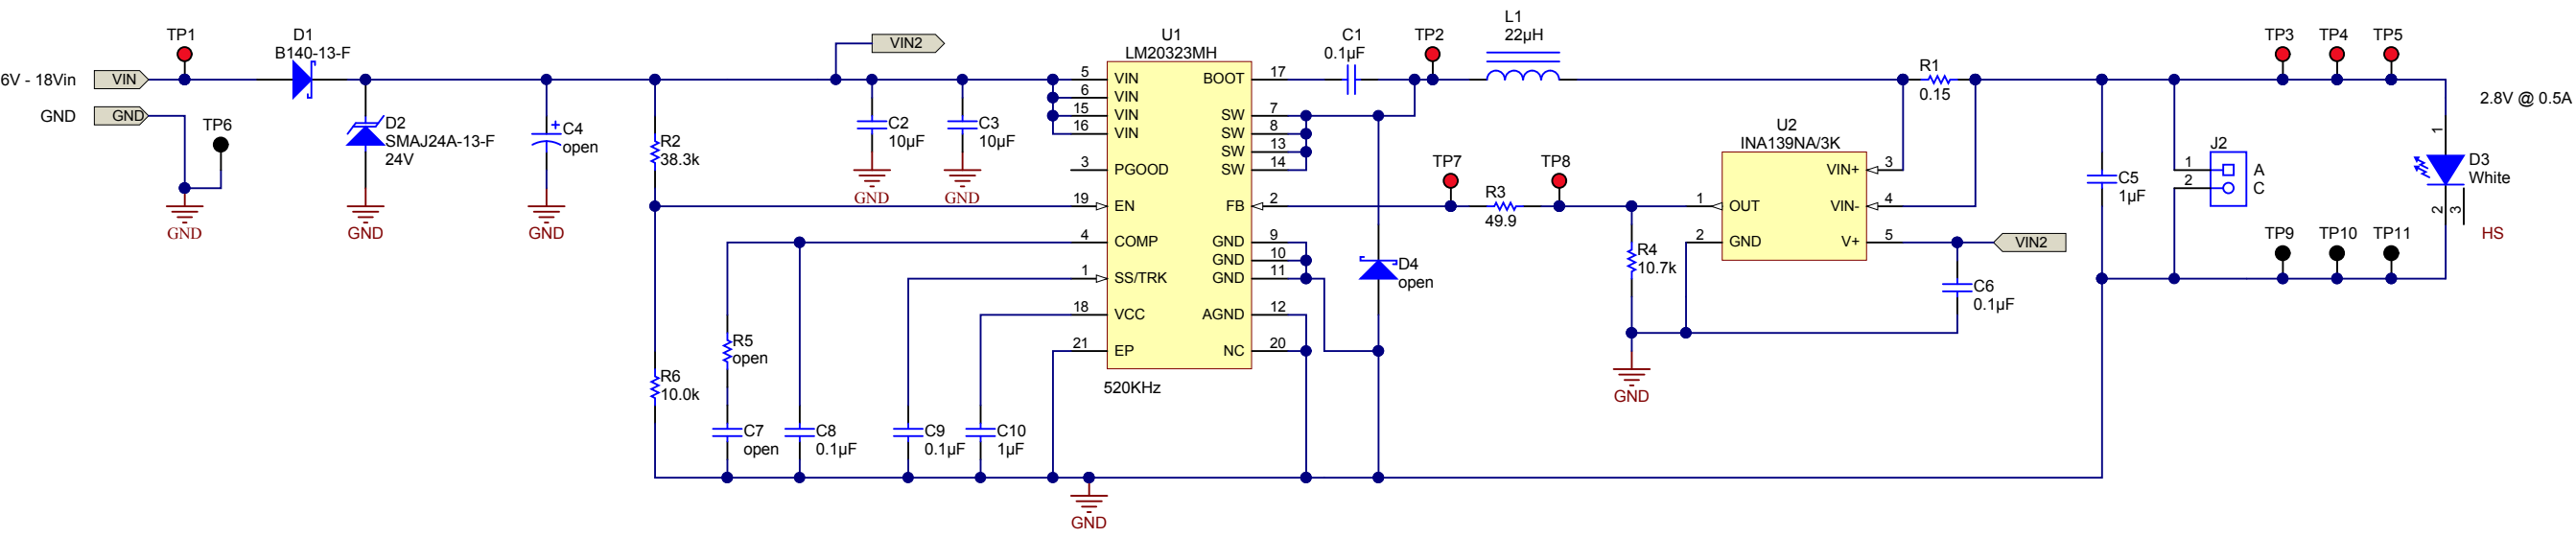 6V - 18Vin
VIN
GND
GND
TP1
TP6
GND
D1
B140-13-F
D2
SMAJ24A-13-F
24V
GND
C4
open
+
GND
R2
38.3k
R6
10.0k
VIN2
C2
10µF
GND
C3
10µF
GND
R5
open
C7
open
C8
0.1µF
C9
0.1µF
C10
1µF
GND
U1
LM20323MH
5 VIN
6 VIN
15 VIN
16 VIN
3 PGOOD
19 EN
4 COMP
1 SS/TRK
18 VCC
21 EP
BOOT 17
SW 7
SW 8
SW 13
SW 14
FB 2
GND 9
GND 10
GND 11
AGND 12
NC 20
520KHz
C1
0.1µF
TP2
L1
22µH
D4
open
TP7
R3
49.9
TP8
R4
10.7k
GND
U2
INA139NA/3K
1 OUT
2 GND
VIN+ 3
VIN- 4
V+ 5
R1
0.15
VIN2
C6
0.1µF
C5
1µF
J2
1 A
2 C
TP3
TP4
TP5
TP9
TP10
TP11
2.8V @ 0.5A
1
D3
White
2
3
HS